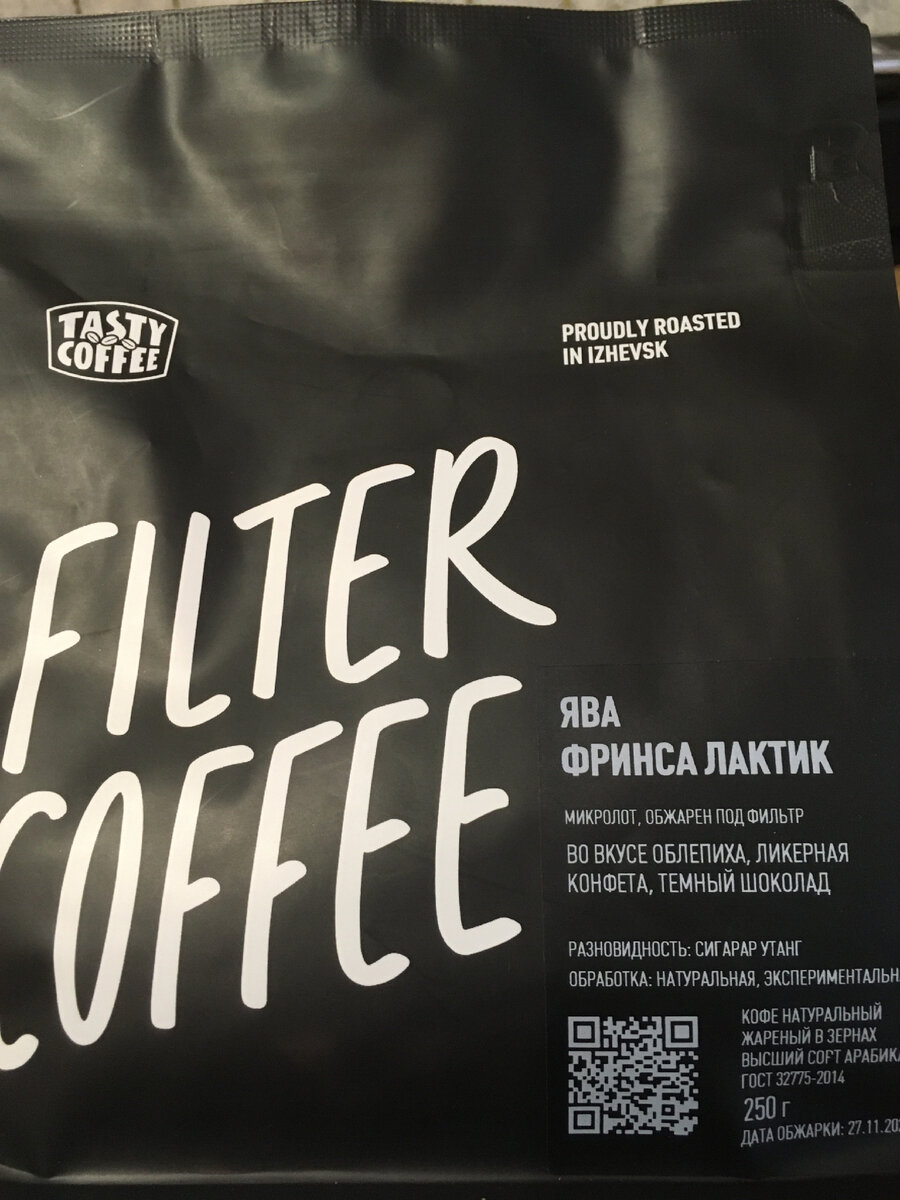 TASTY
COFFEE
PROUDLY ROASTED
IN IZHEVSK
FILTER
COFFEE
ЯВА
ФРИНСА ЛАКТИК
МИКРОЛОТ, ОБЖАРЕН ПОД ФИЛЬТР
ВО ВКУСЕ ОБЛЕПИХА, ЛИКЕРНАЯ
КОНФЕТА, ТЕМНЫЙ ШОКОЛАД
РАЗНОВИДНОСТЬ: СИГАРАР УТАНГ
ОБРАБОТКА: НАТУРАЛЬНАЯ, ЭКСПЕРИМЕНТАЛЬН
КОФЕ НАТУРАЛЬНЫЙ
ЖАРЕНЫЙ В ЗЕРНАХ
ВЫСШИЙ СОРТ АРАБИКА
ГОСТ 32775-2014
250 г
ДАТА ОБЖАРКИ: 27.11.20